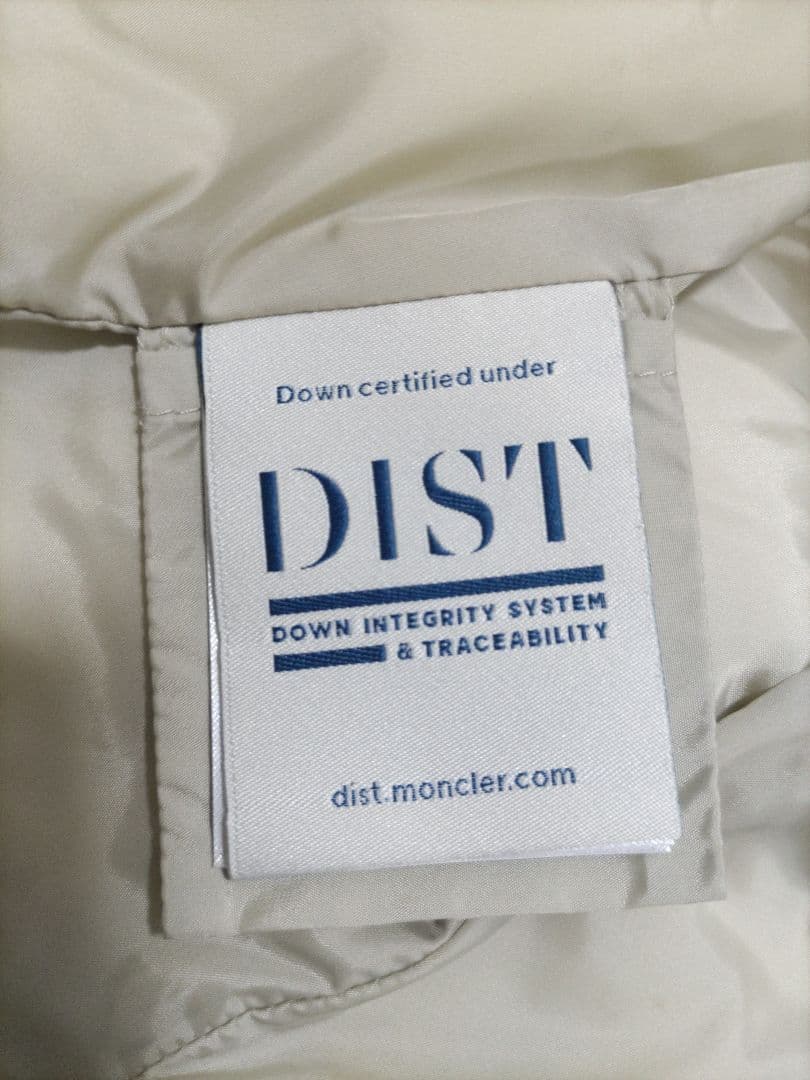 Down certified under
DIST
DOWN INTEGRITY SYSTEM
& TRACEABILITY
dist.moncler.com